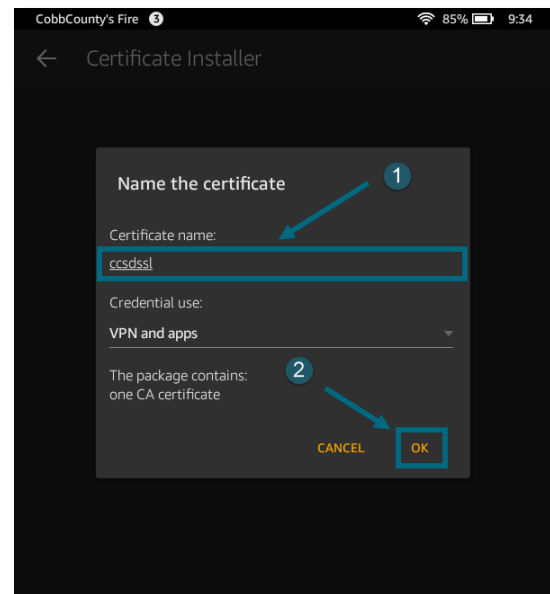 CobbCounty's Fire 3 85% 9:34
Certificate Installer
Name the certificate
1
Certificate name:
ccsdssl
Credential use:
VPN and apps
The package contains:
one CA certificate
2
CANCEL OK